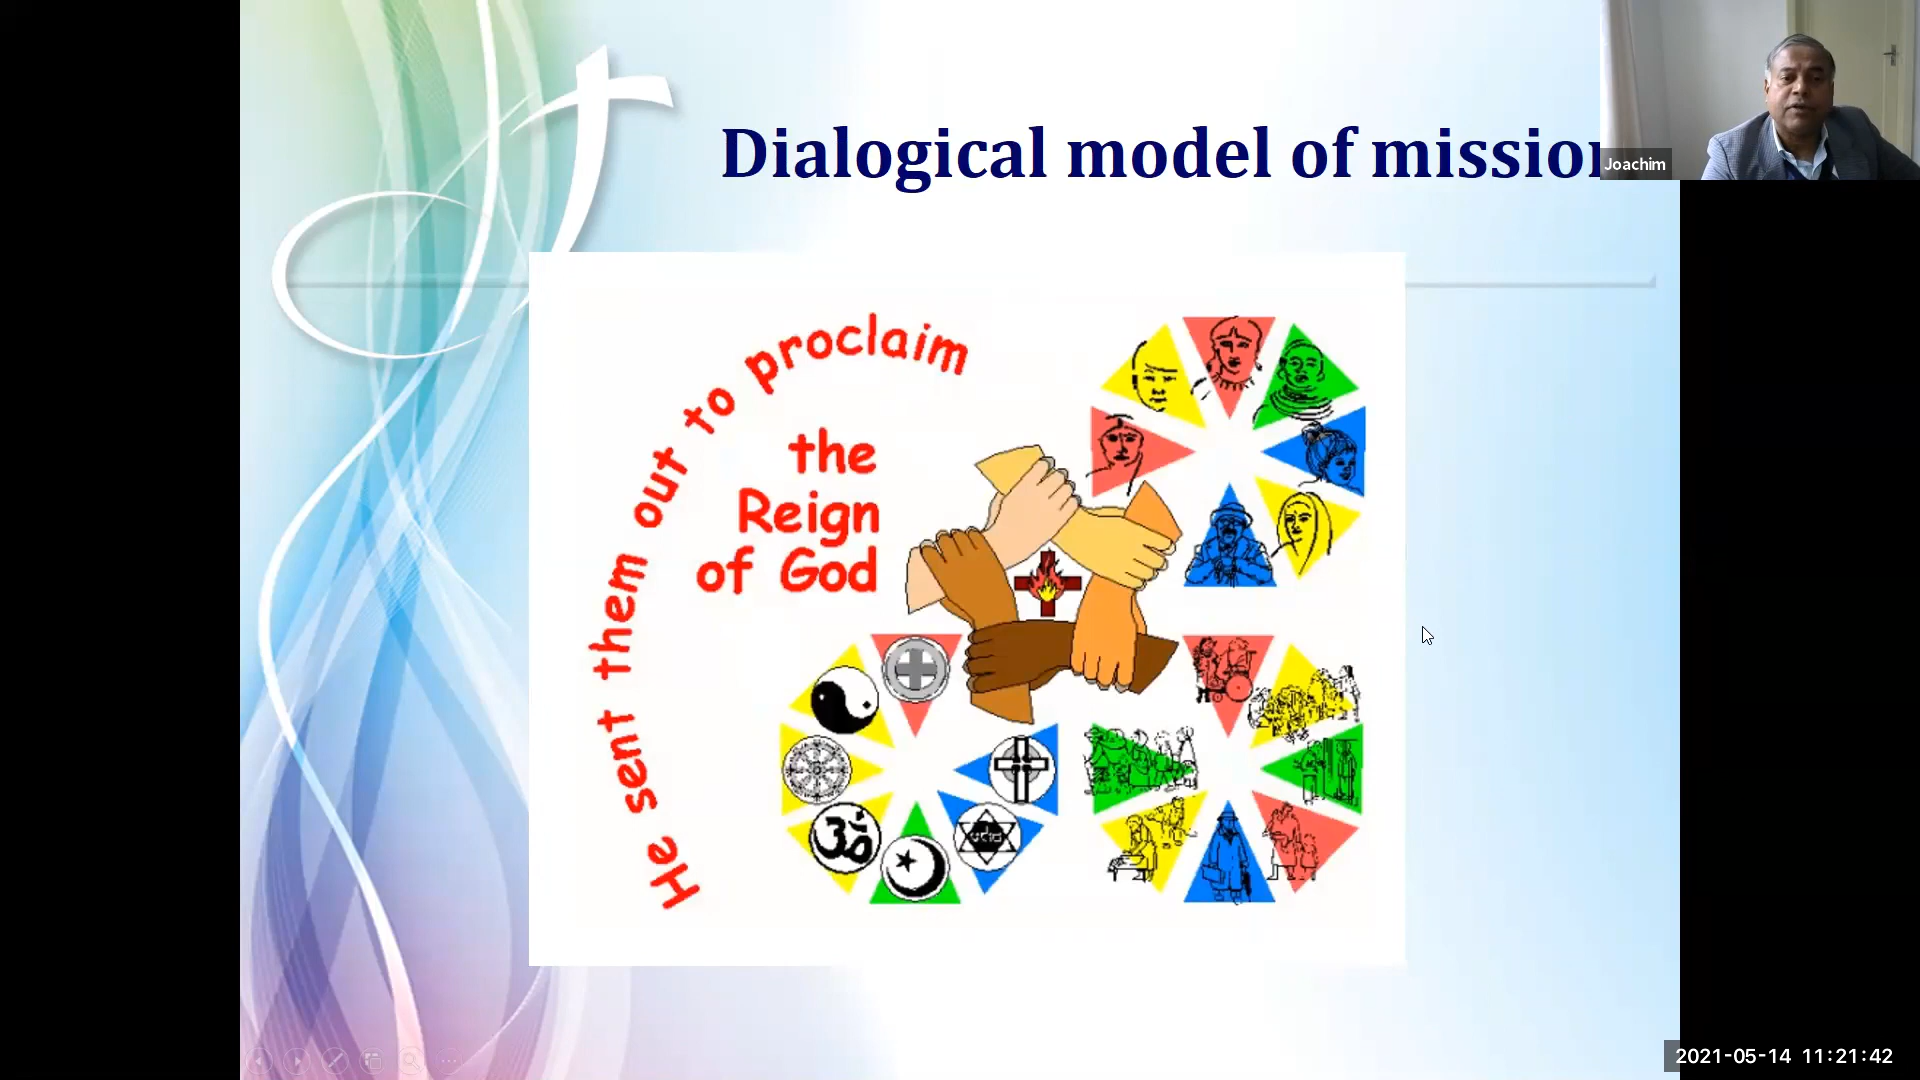 Dialogical model of mission
Joachim
He sent them out to proclaim
the
Reign
of God
ॐ
2021-05-14 11:21:42